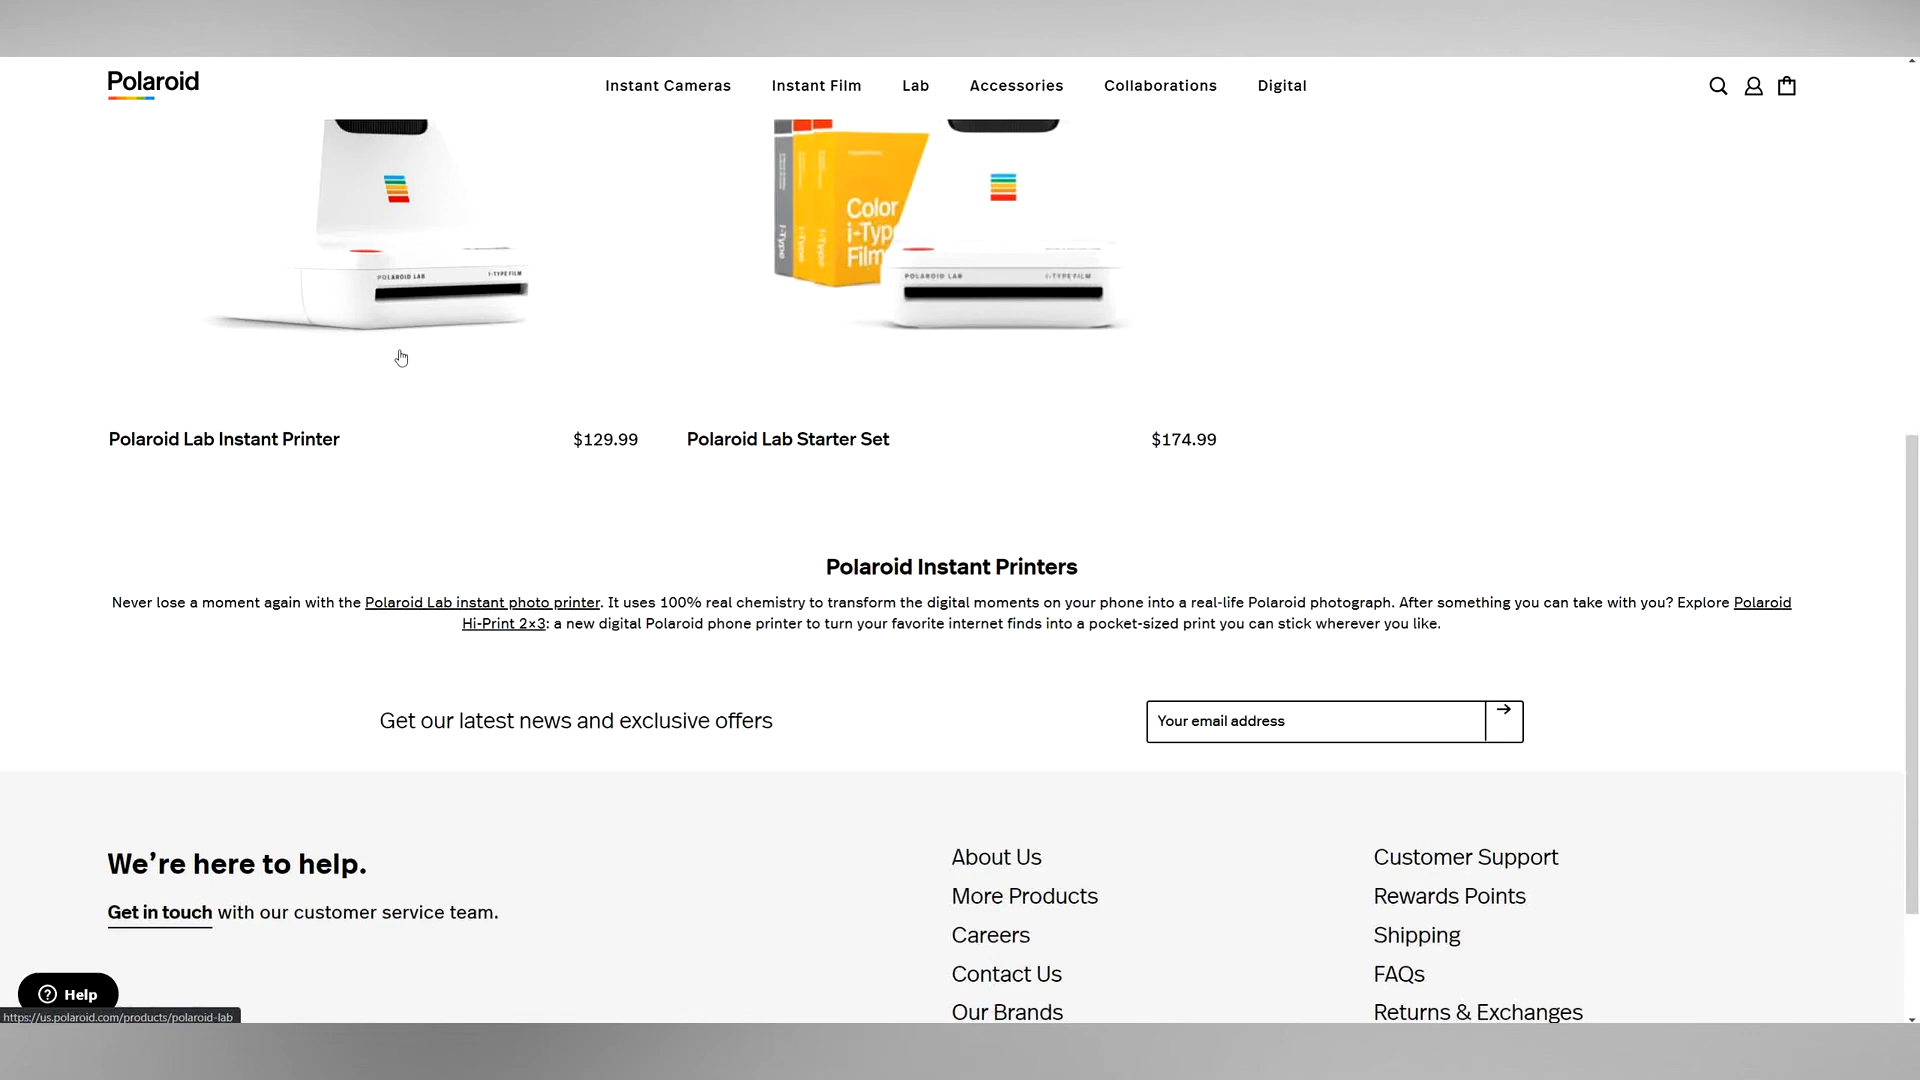 Polaroid
Instant Cameras
Instant Film
Lab
Accessories
Collaborations
Digital
POLAROID LAB
I-TYPE FILM
i-Type
i-Type
i-Type
Color
i-Type
Film
POLAROID LAB
I-TYPE FILM
Polaroid Lab Instant Printer
$129.99
Polaroid Lab Starter Set
$174.99
Polaroid Instant Printers
Never lose a moment again with the Polaroid Lab instant photo printer. It uses 100% real chemistry to transform the digital moments on your phone into a real-life Polaroid photograph. After something you can take with you? Explore Polaroid
Hi-Print 2×3: a new digital Polaroid phone printer to turn your favorite internet finds into a pocket-sized print you can stick wherever you like.
Get our latest news and exclusive offers
Your email address
We’re here to help.
Get in touch with our customer service team.
About Us
More Products
Careers
Contact Us
Our Brands
Customer Support
Rewards Points
Shipping
FAQs
Returns & Exchanges
Help
https://us.polaroid.com/products/polaroid-lab